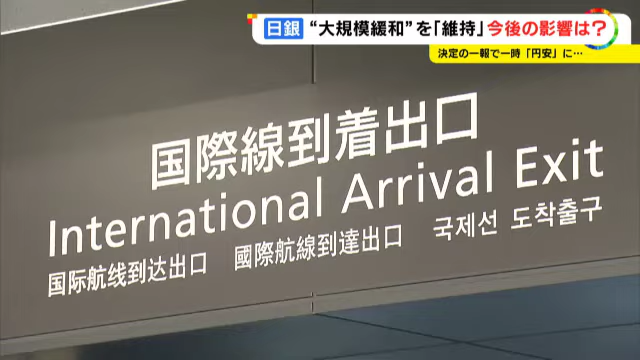 日銀 “大規模緩和”を「維持」今後の影響は?
決定の一報で一時「円安」に…
国際線到着出口
International Arrival Exit
国际航线到达出口 國際航線到達出口 국제선 도착출구